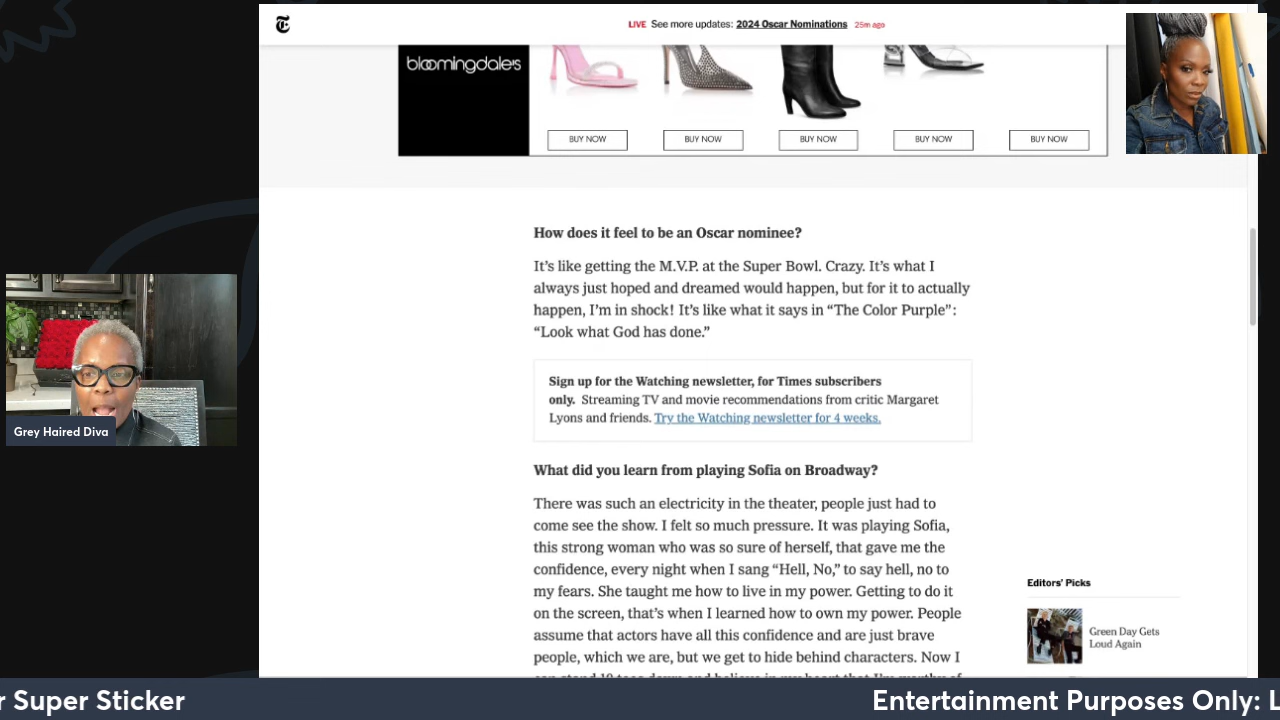 LIVE See more updates: 2024 Oscar Nominations 25m ago
bloomingdale's
BUY NOW BUY NOW BUY NOW BUY NOW BUY NOW
How does it feel to be an Oscar nominee?
It's like getting the M.V.P. at the Super Bowl. Crazy. It's what I
always just hoped and dreamed would happen, but for it to actually
happen, I'm in shock! It's like what it says in “The Color Purple”:
“Look what God has done.”
Sign up for the Watching newsletter, for Times subscribers
only. Streaming TV and movie recommendations from critic Margaret
Lyons and friends. Try the Watching newsletter for 4 weeks.
What did you learn from playing Sofia on Broadway?
There was such an electricity in the theater, people just had to
come see the show. I felt so much pressure. It was playing Sofia,
this strong woman who was so sure of herself, that gave me the
confidence, every night when I sang “Hell, No,” to say hell, no to
my fears. She taught me how to live in my power. Getting to do it
on the screen, that's when I learned how to own my power. People
assume that actors have all this confidence and are just brave
people, which we are, but we get to hide behind characters. Now I
Editors' Picks
Green Day Gets
Loud Again
Grey Haired Diva
r Super Sticker
Entertainment Purposes Only: L